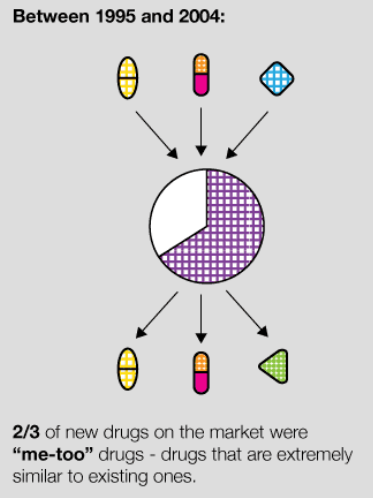 Between 1995 and 2004:
2/3 of new drugs on the market were
“me-too” drugs - drugs that are extremely
similar to existing ones.